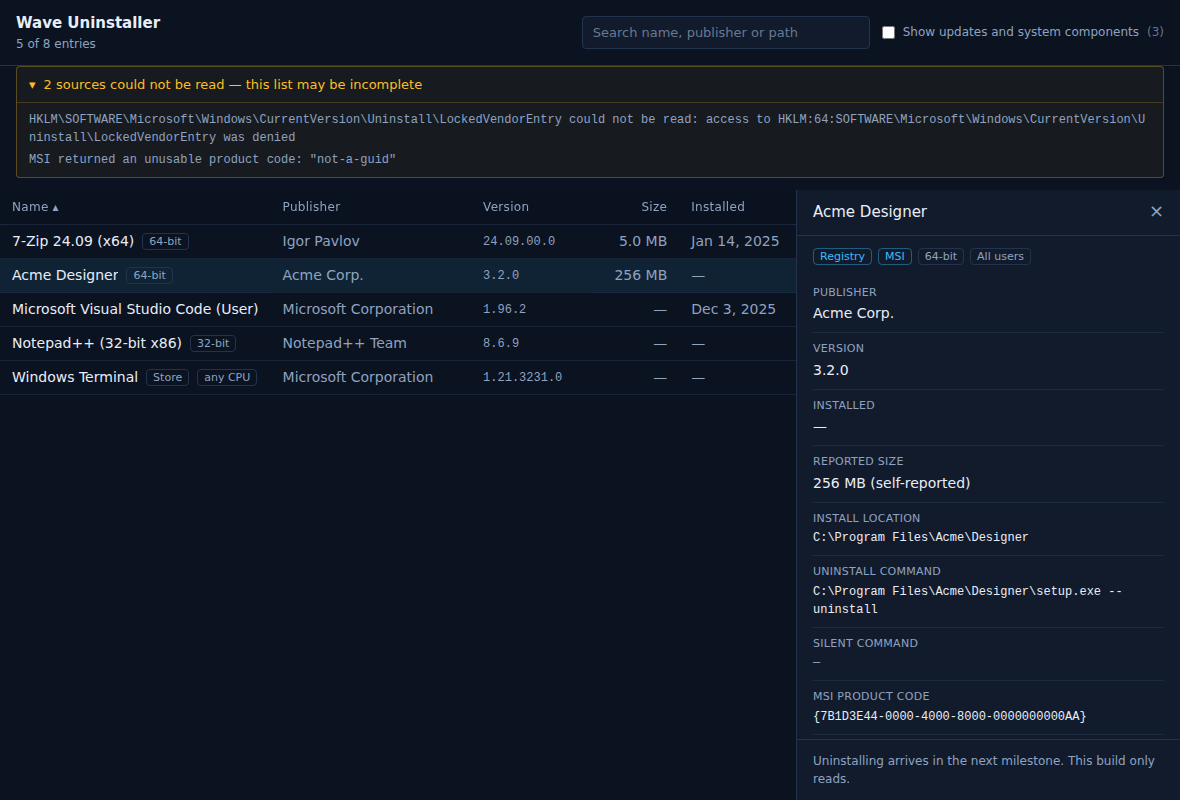 Wave Uninstaller
5 of 8 entries
Search name, publisher or path
Show updates and system components (3)
▾ 2 sources could not be read — this list may be incomplete
HKLM\SOFTWARE\Microsoft\Windows\CurrentVersion\Uninstall\LockedVendorEntry could not be read: access to HKLM:64:SOFTWARE\Microsoft\Windows\CurrentVersion\U
ninstall\LockedVendorEntry was denied
MSI returned an unusable product code: "not-a-guid"
Name ▴ Publisher Version Size Installed
7-Zip 24.09 (x64) 64-bit Igor Pavlov 24.09.00.0 5.0 MB Jan 14, 2025
Acme Designer 64-bit Acme Corp. 3.2.0 256 MB —
Microsoft Visual Studio Code (User) Microsoft Corporation 1.96.2 — Dec 3, 2025
Notepad++ (32-bit x86) 32-bit Notepad++ Team 8.6.9 — —
Windows Terminal Store any CPU Microsoft Corporation 1.21.3231.0 — —
Acme Designer ✕
Registry MSI 64-bit All users
PUBLISHER
Acme Corp.
VERSION
3.2.0
INSTALLED
—
REPORTED SIZE
256 MB (self-reported)
INSTALL LOCATION
C:\Program Files\Acme\Designer
UNINSTALL COMMAND
C:\Program Files\Acme\Designer\setup.exe --
uninstall
SILENT COMMAND
—
MSI PRODUCT CODE
{7B1D3E44-0000-4000-8000-0000000000AA}
Uninstalling arrives in the next milestone. This build only
reads.